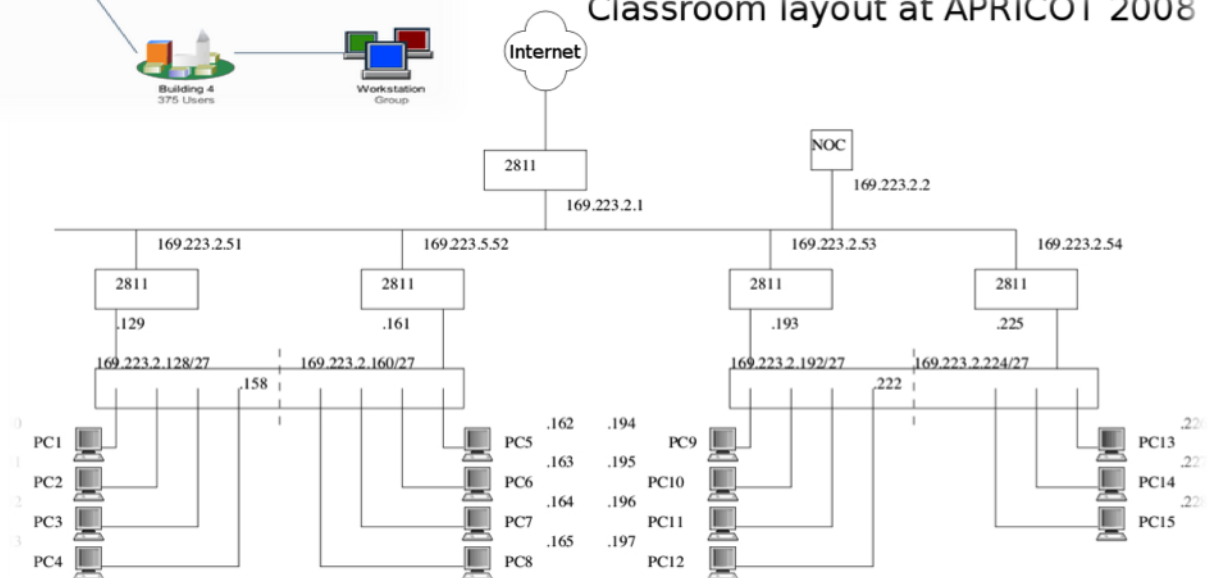 Classroom layout at APRICOT 2008
Internet
Building 4
375 Users
Workstation
Group
NOC
2811
169.223.2.2
169.223.2.1
169.223.2.51
169.223.5.52
169.223.2.53
169.223.2.54
2811
2811
2811
2811
.129
.161
.193
.225
169.223.2.128/27
169.223.2.160/27
169.223.2.192/27
169.223.2.224/27
.158
.222
.162
.194
PC1
PC5
PC9
PC13
.163
.195
PC2
PC6
PC10
PC14
.164
.196
PC3
PC7
PC11
PC15
.165
.197
PC4
PC8
PC12